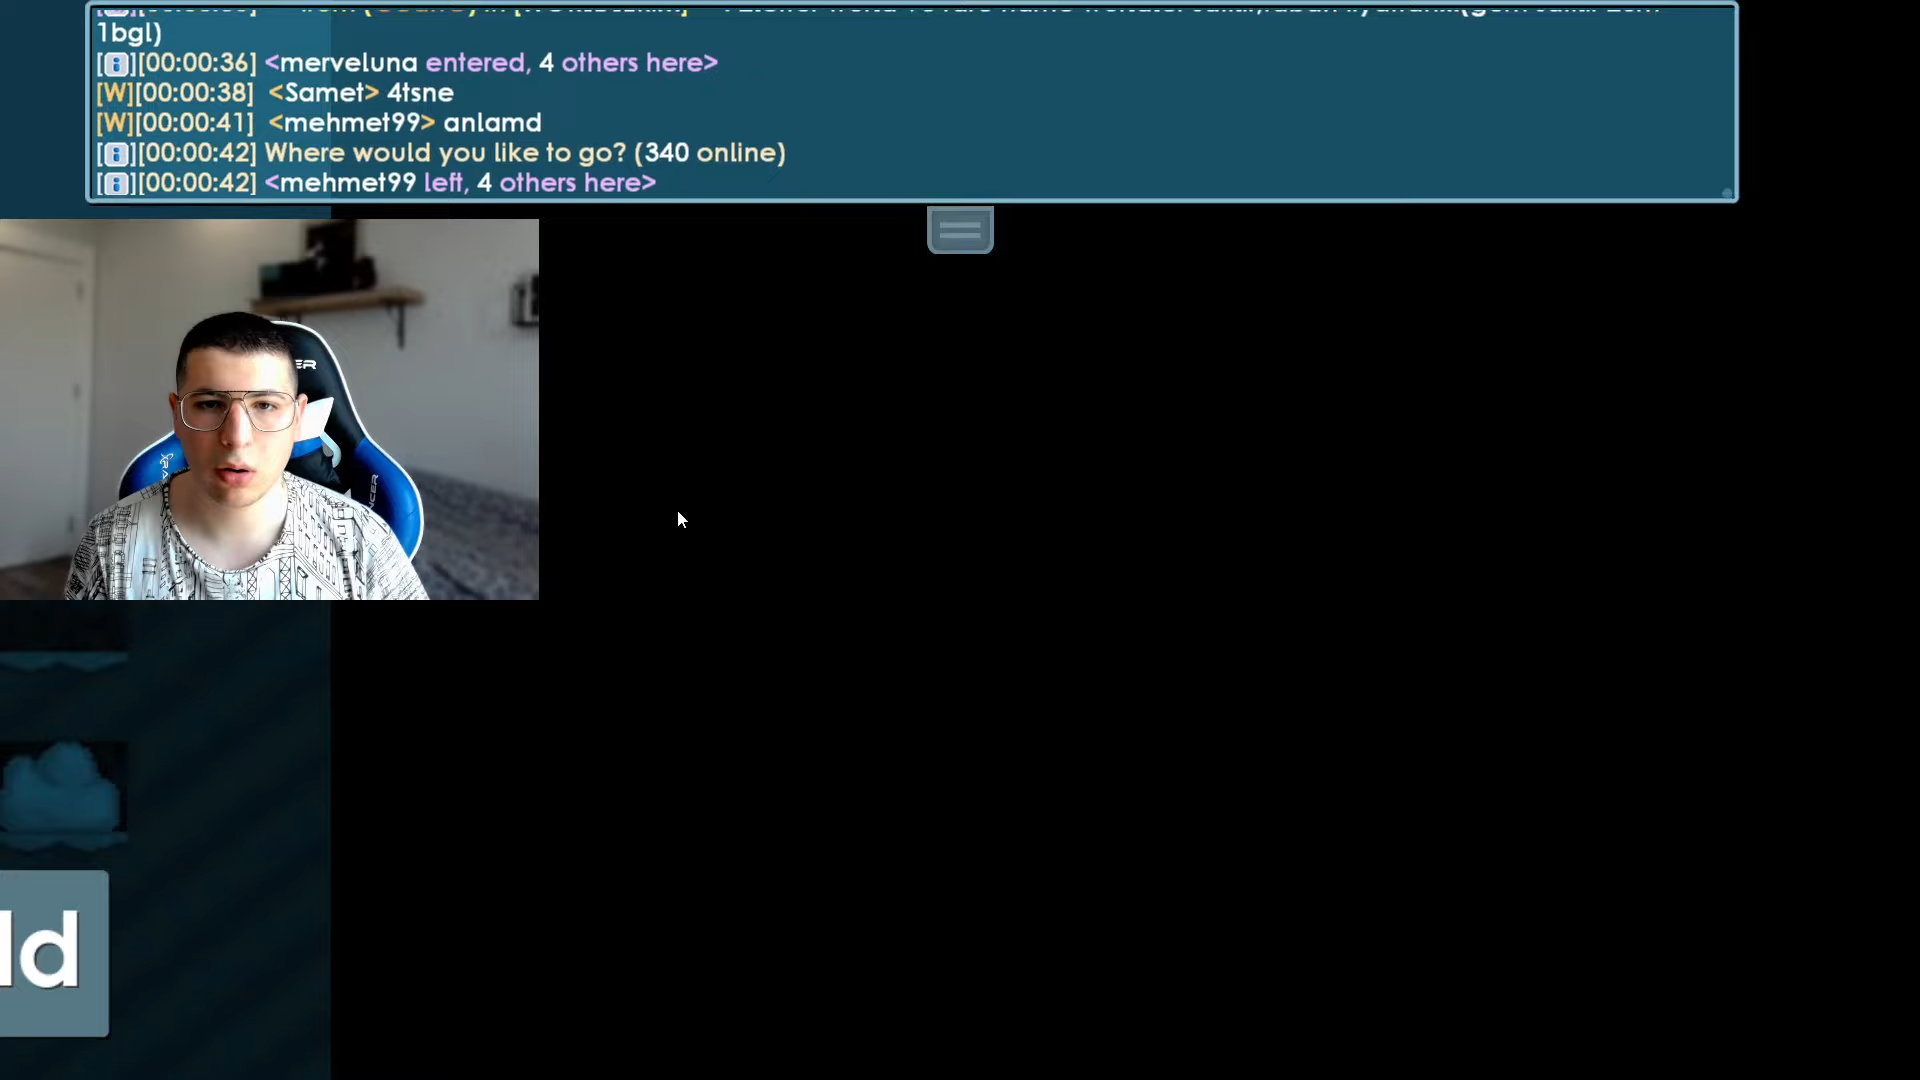 1bgl)
[i][00:00:36] <merveluna entered, 4 others here>
[W][00:00:38] <Samet> 4tsne
[W][00:00:41] <mehmet99> anlamd
[i][00:00:42] Where would you like to go? (340 online)
[i][00:00:42] <mehmet99 left, 4 others here>
ld